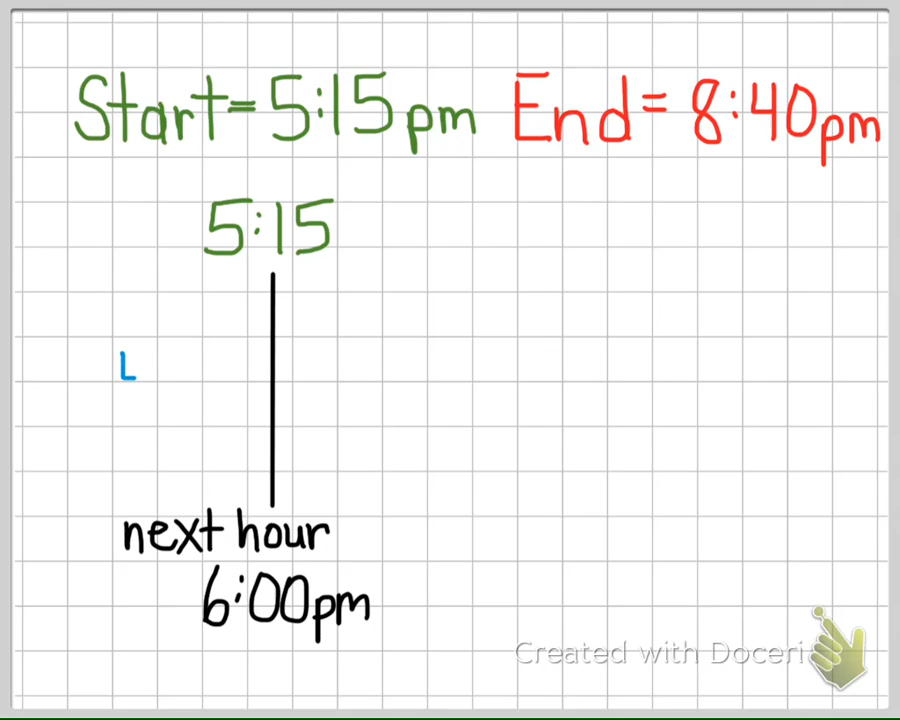 Start=5:15pm End=8:40pm
5:15
L
next hour
6:00pm
Created with Doceri